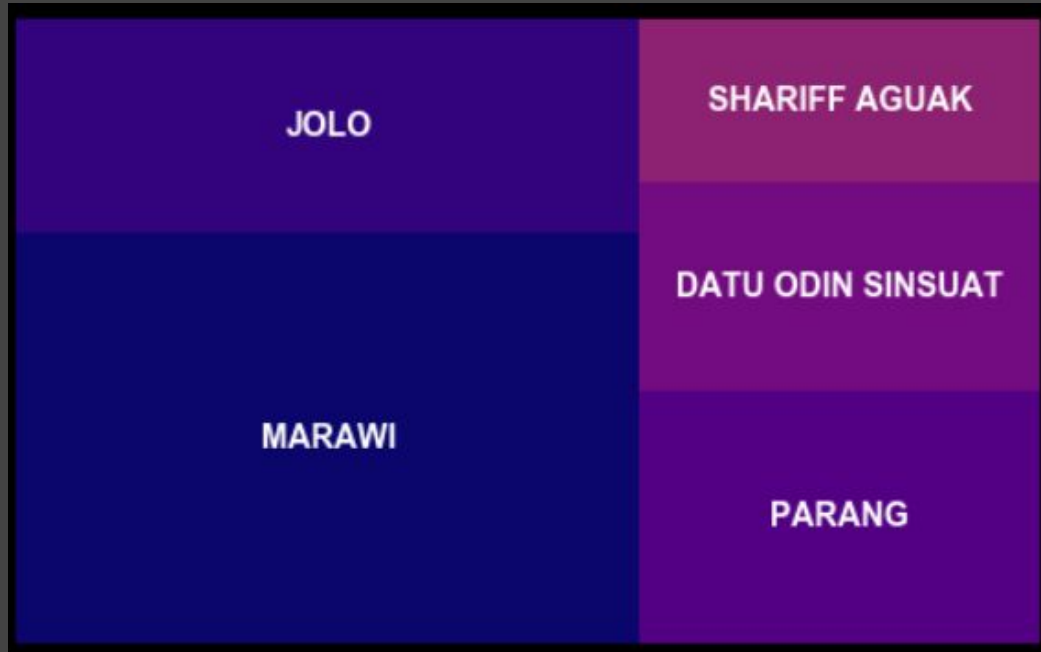 JOLO
SHARIFF AGUAK
DATU ODIN SINSUAT
MARAWI
PARANG